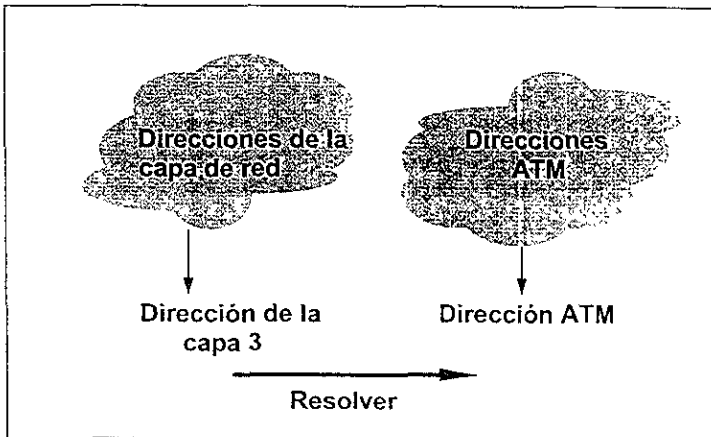 Direcciones de la
capa de red
Direcciones
ATM
Dirección de la
capa 3
Dirección ATM
Resolver